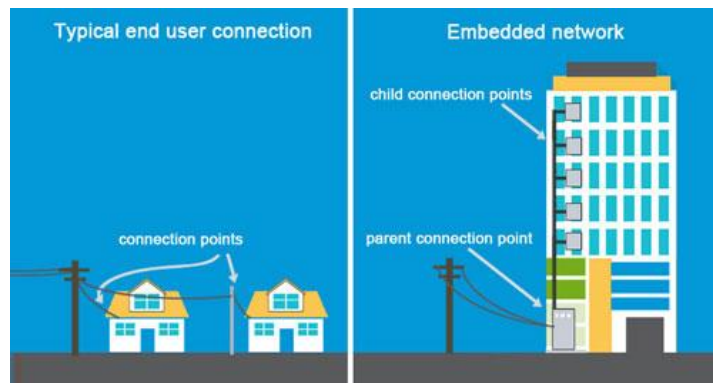 Typical end user connection
connection points
Embedded network
child connection points
parent connection point